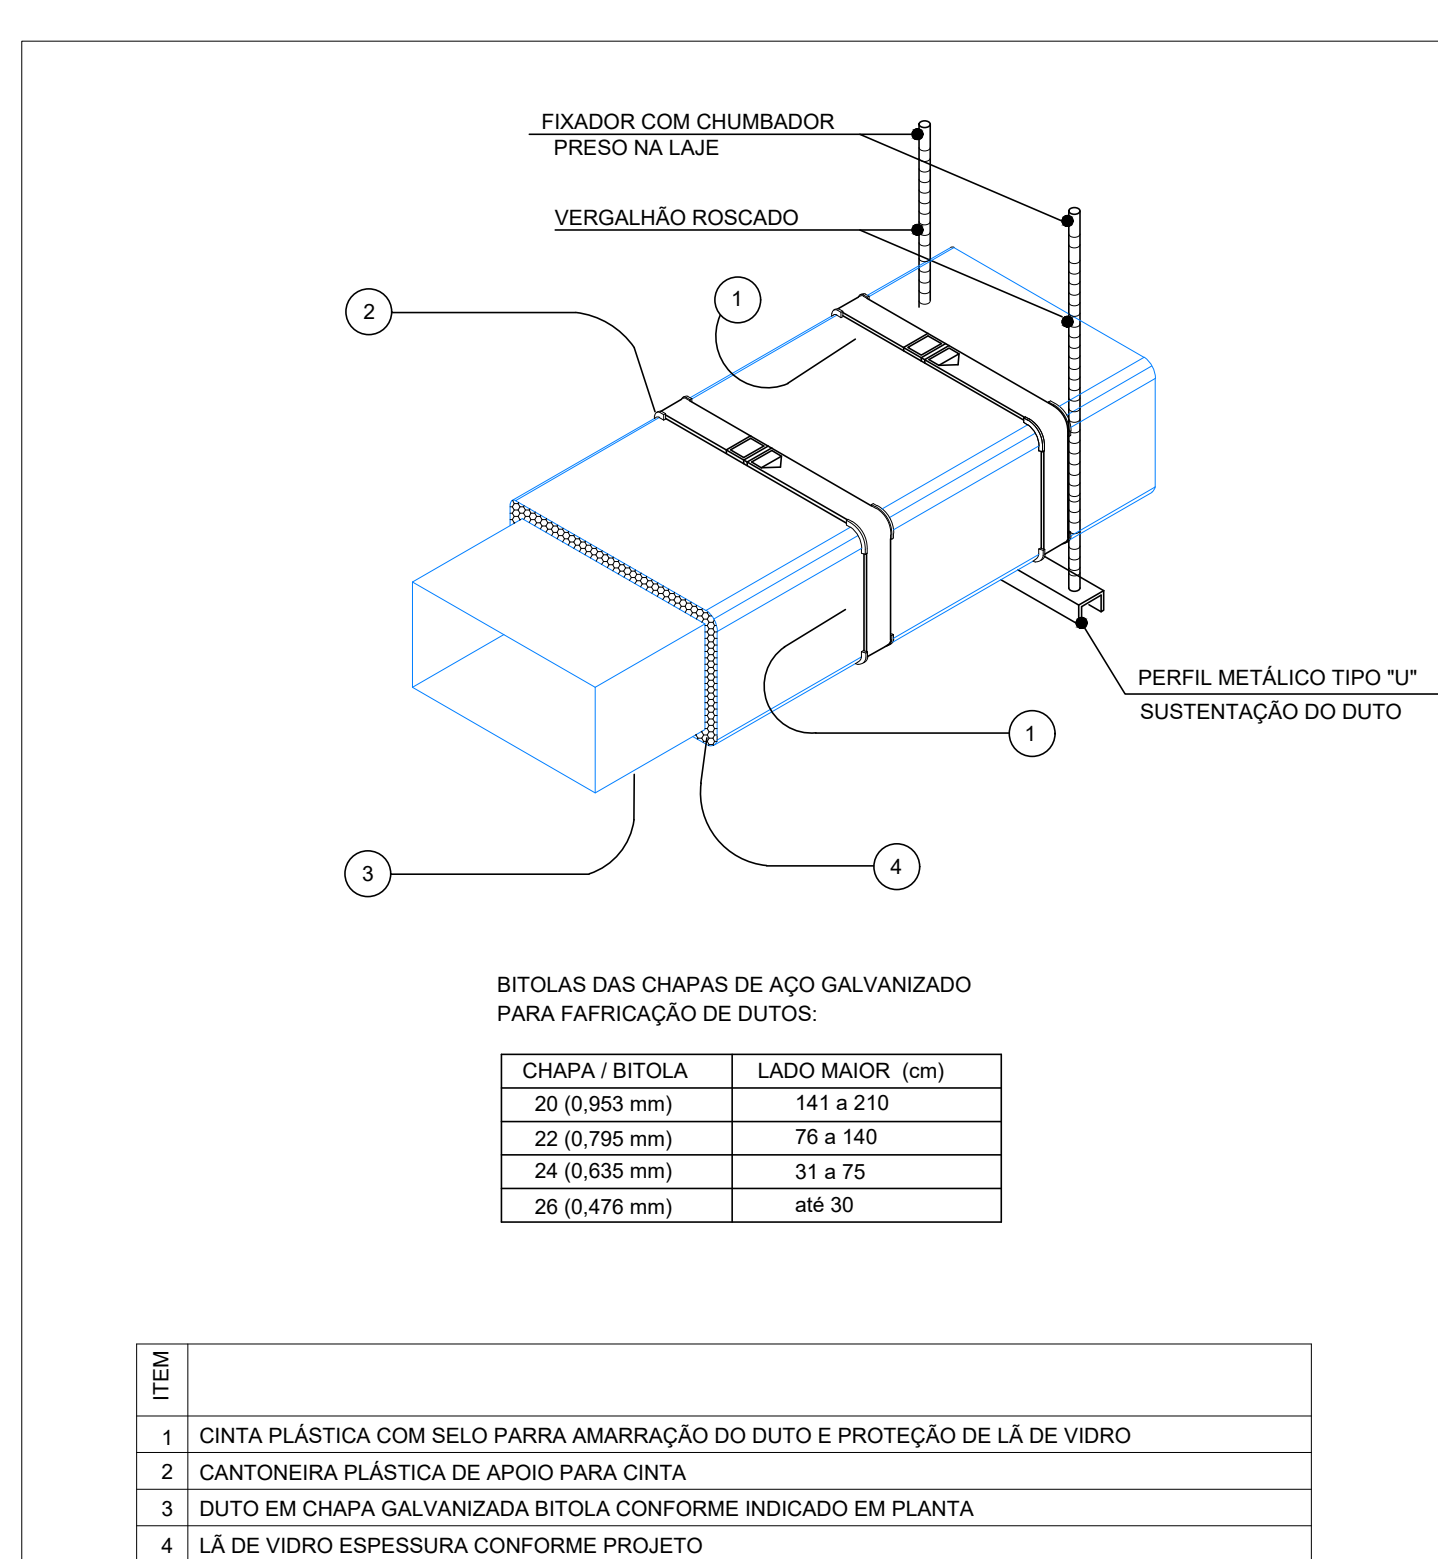 FIXADOR COM CHUMBADOR
PRESO NA LAJE
VERGALHÃO ROSCADO
1
2
PERFIL METÁLICO TIPO "U"
SUSTENTAÇÃO DO DUTO
1
3
4
BITOLAS DAS CHAPAS DE AÇO GALVANIZADO
PARA FAFRICAÇÃO DE DUTOS:
CHAPA / BITOLA LADO MAIOR (cm)
20 (0,953 mm) 141 a 210
22 (0,795 mm) 76 a 140
24 (0,635 mm) 31 a 75
26 (0,476 mm) até 30
ITEM
1 CINTA PLÁSTICA COM SELO PARRA AMARRAÇÃO DO DUTO E PROTEÇÃO DE LÃ DE VIDRO
2 CANTONEIRA PLÁSTICA DE APOIO PARA CINTA
3 DUTO EM CHAPA GALVANIZADA BITOLA CONFORME INDICADO EM PLANTA
4 LÃ DE VIDRO ESPESSURA CONFORME PROJETO